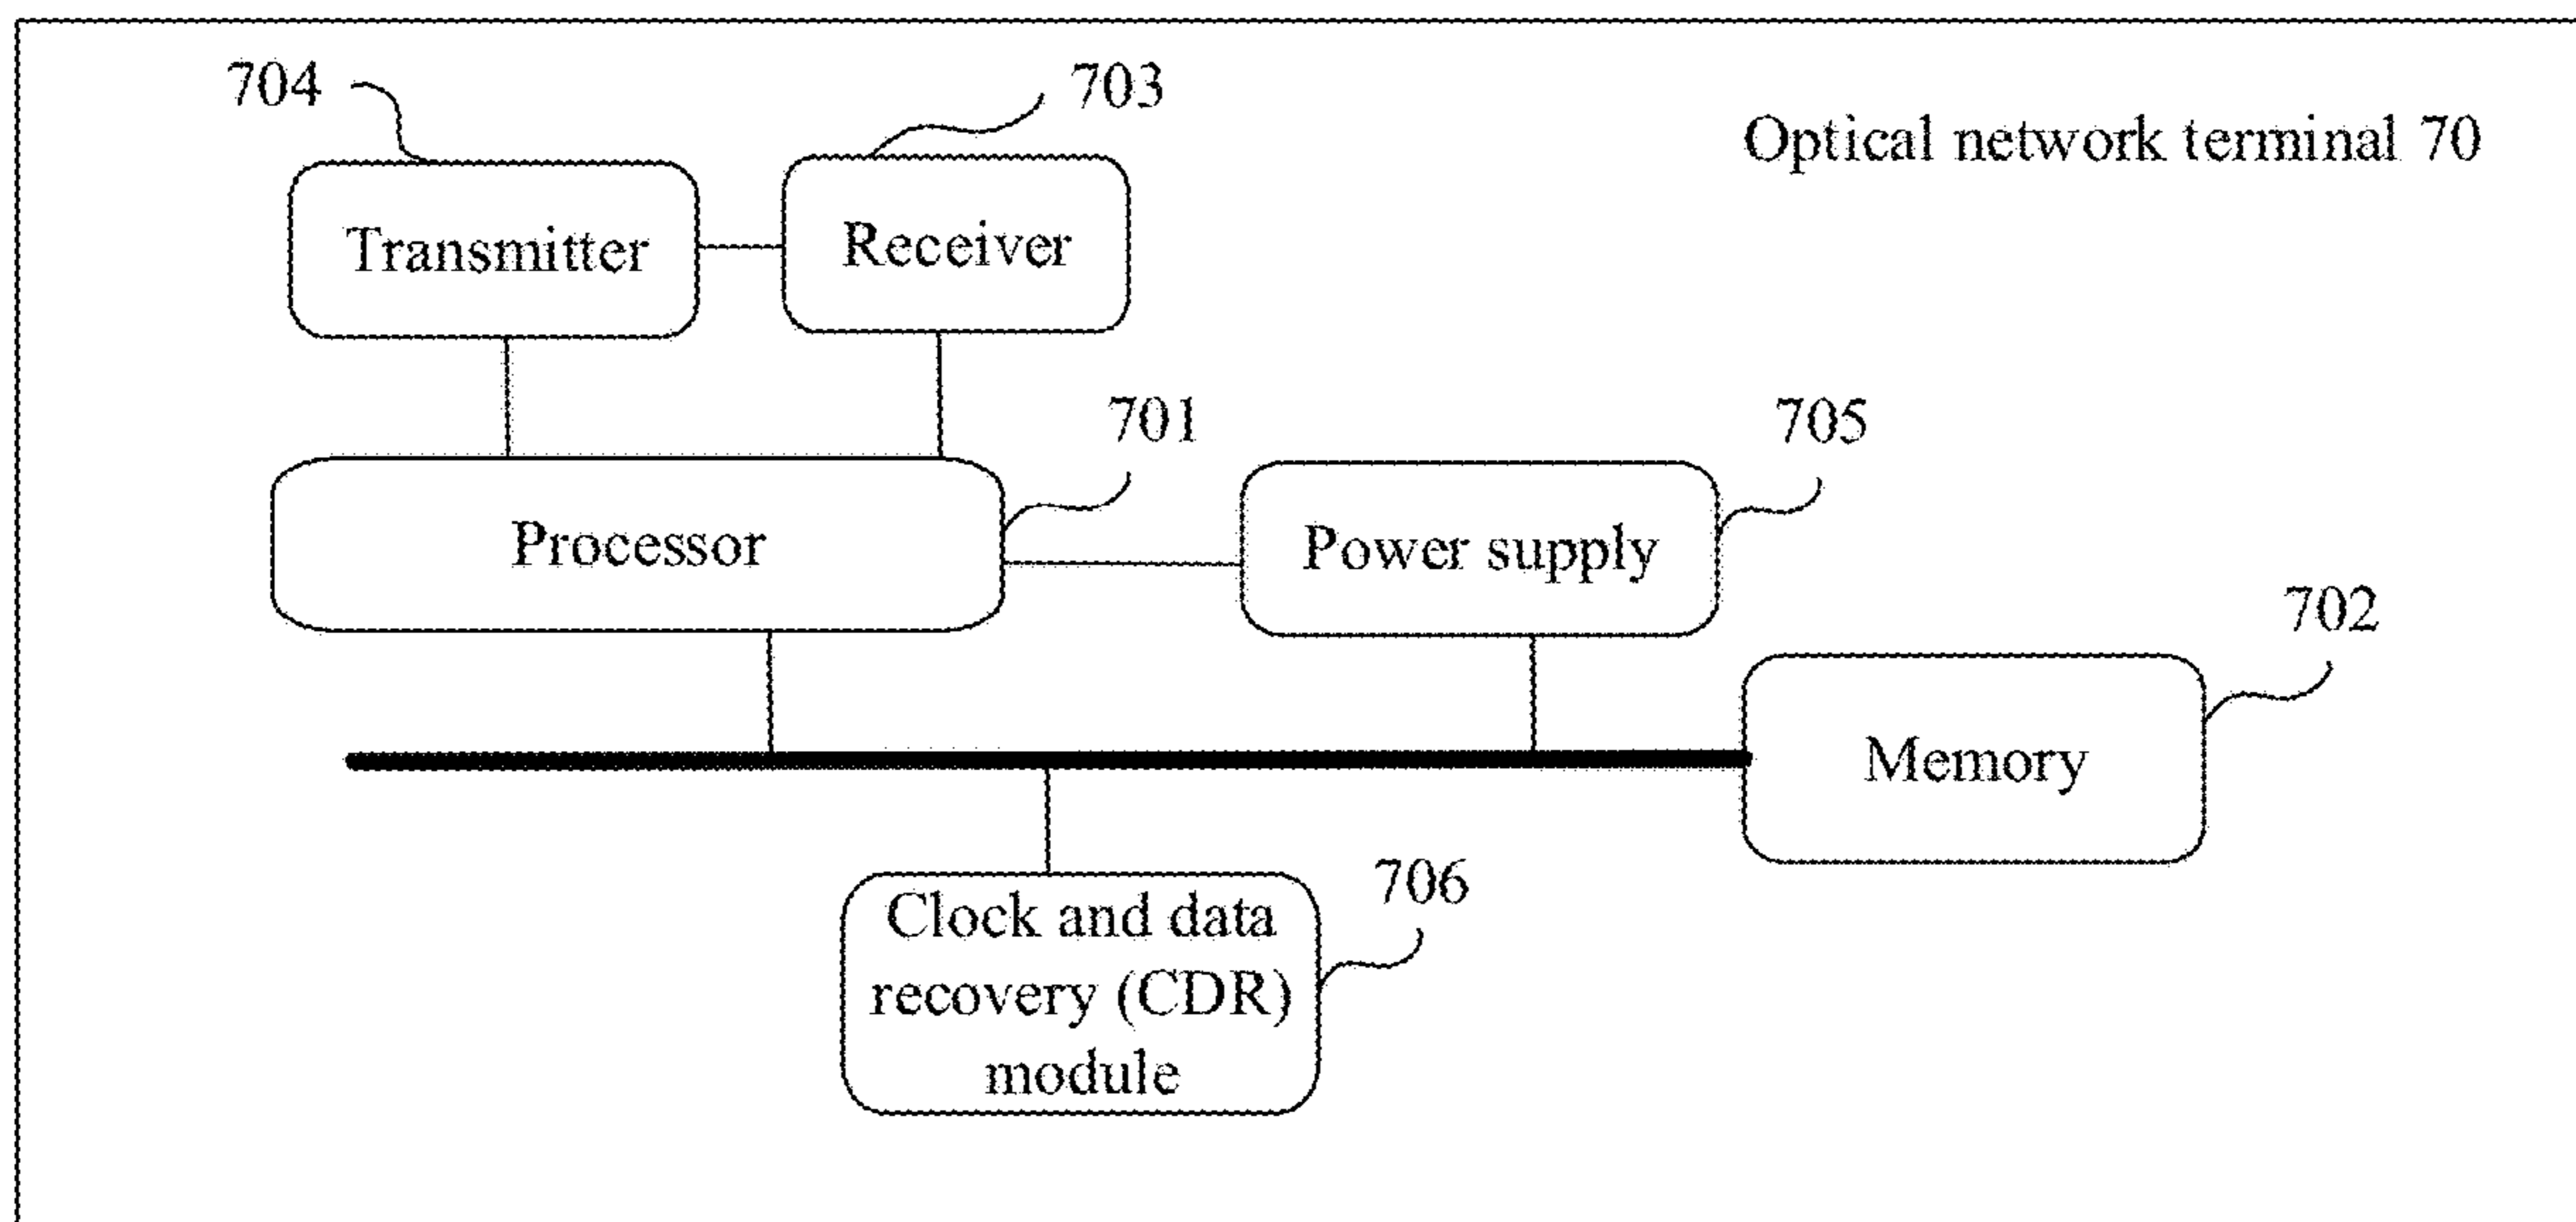 704
703
Optical network terminal 70
Transmitter
Receiver
701
705
Processor
Power supply
702
Memory
706
Clock and data
recovery (CDR)
module